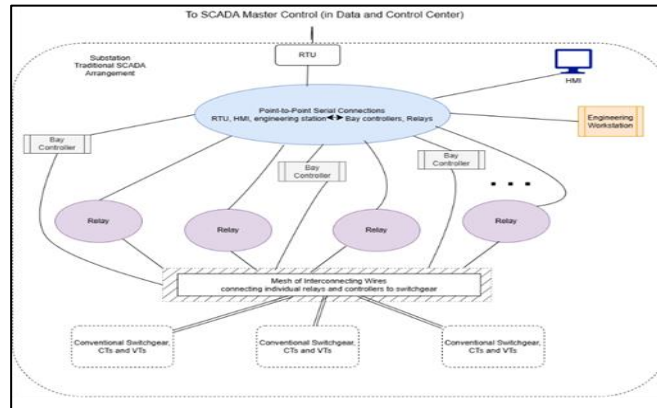 To SCADA Master Control (in Data and Control Center)
Substation
Traditional SCADA
Arrangement
RTU
HMI
Point-to-Point Serial Connections
RTU, HMI, engineering station Bay controllers, Relays
Engineering
Workstation
Bay
Controller
Bay
Controller
Bay
Controller
Relay
Relay
Relay
Relay
Mesh of Interconnecting Wires
connecting individual relays and controllers to switchgear
Conventional Switchgear,
CTs and VTs
Conventional Switchgear,
CTs and VTs
Conventional Switchgear,
CTs and VTs